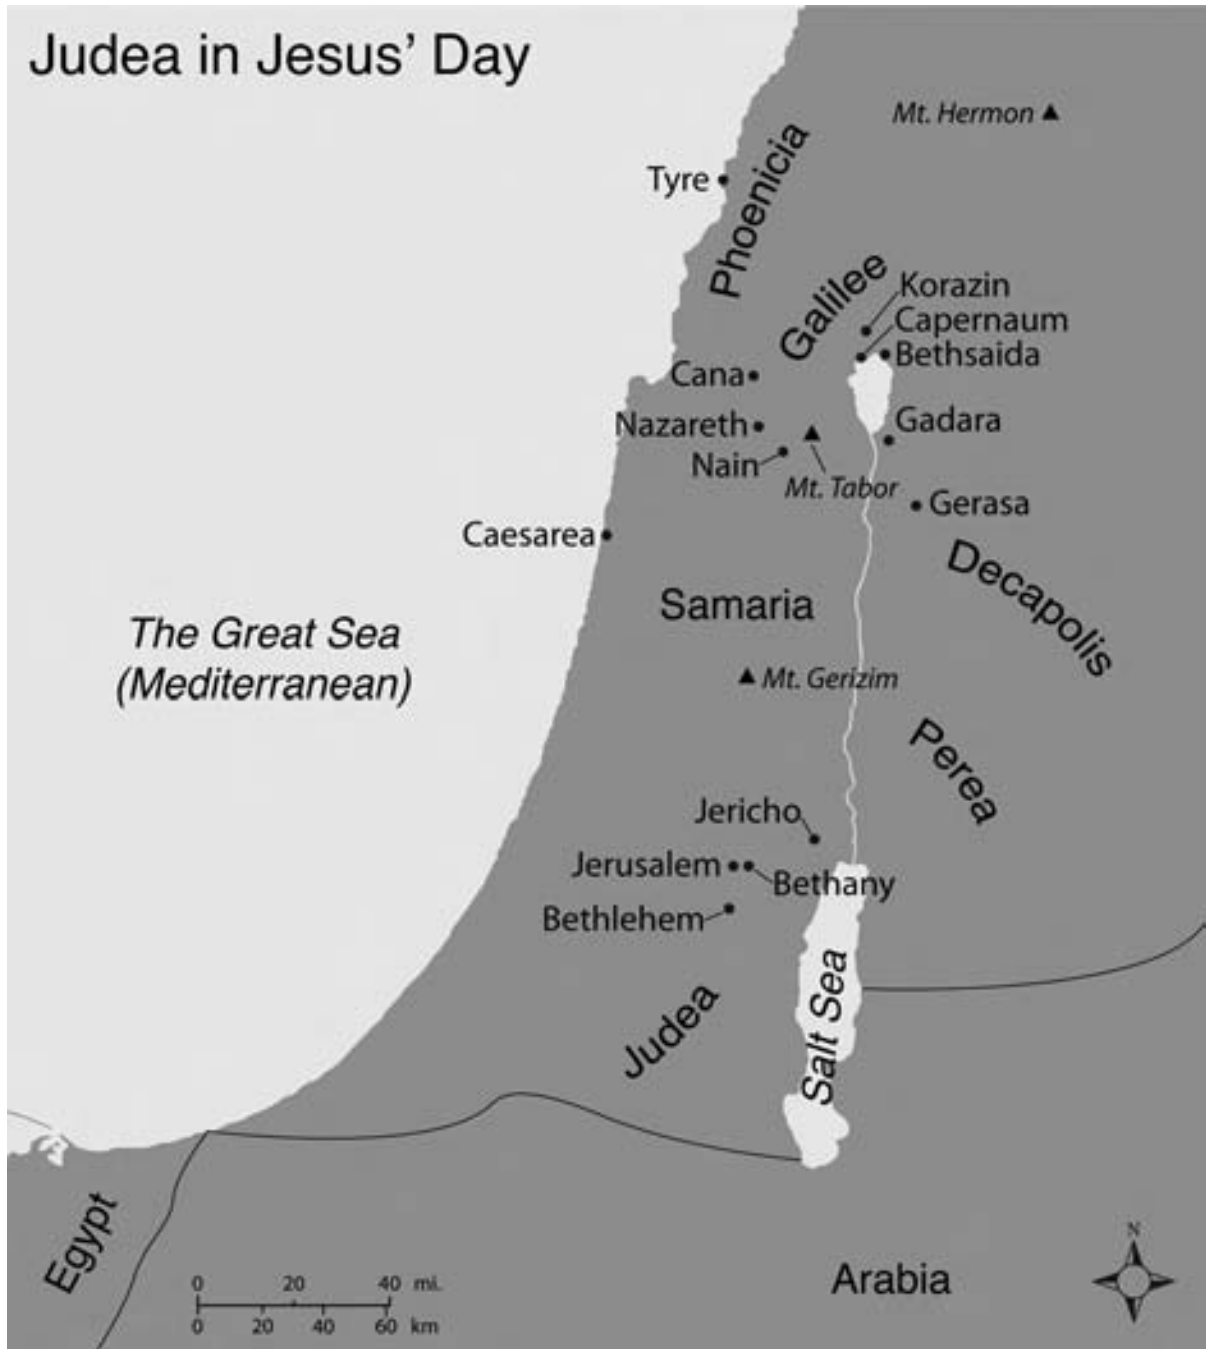 Judea in Jesus’ Day
Mt. Hermon
Tyre
Phoenicia
Galilee
Korazin
Capernaum
Bethsaida
Cana
Nazareth
Gadara
Nain
Mt. Tabor
Gerasa
Caesarea
Decapolis
Samaria
The Great Sea
(Mediterranean)
Mt. Gerizim
Perea
Jericho
Jerusalem
Bethany
Bethlehem
Salt Sea
Judea
Egypt
Arabia
N
0 20 40 mi.
0 20 40 60 km